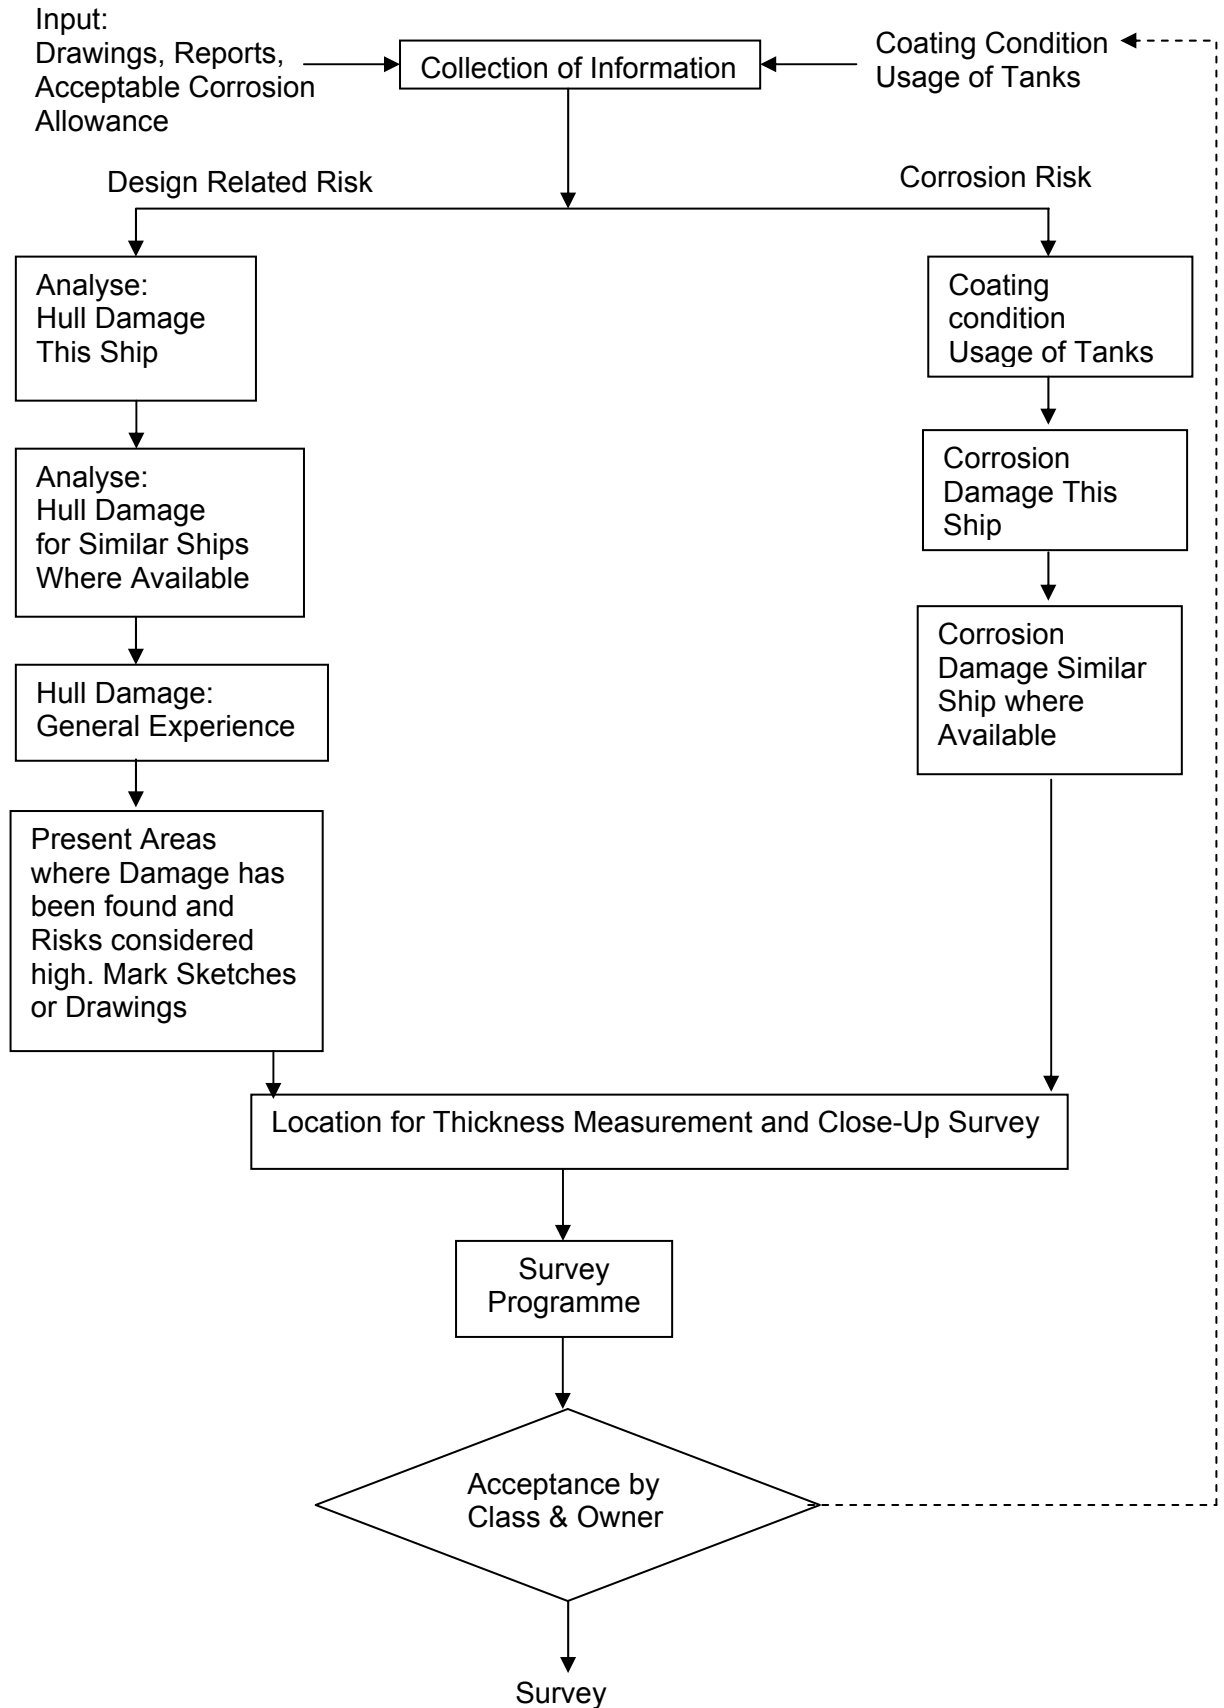 Input:
Drawings, Reports,
Acceptable Corrosion
Allowance
Collection of Information
Coating Condition
Usage of Tanks
Design Related Risk
Corrosion Risk
Analyse:
Hull Damage
This Ship
Coating
condition
Usage of Tanks
Analyse:
Hull Damage
for Similar Ships
Where Available
Corrosion
Damage This
Ship
Hull Damage:
General Experience
Corrosion
Damage Similar
Ship where
Available
Present Areas
where Damage has
been found and
Risks considered
high. Mark Sketches
or Drawings
Location for Thickness Measurement and Close-Up Survey
Survey
Programme
Acceptance by
Class & Owner
Survey